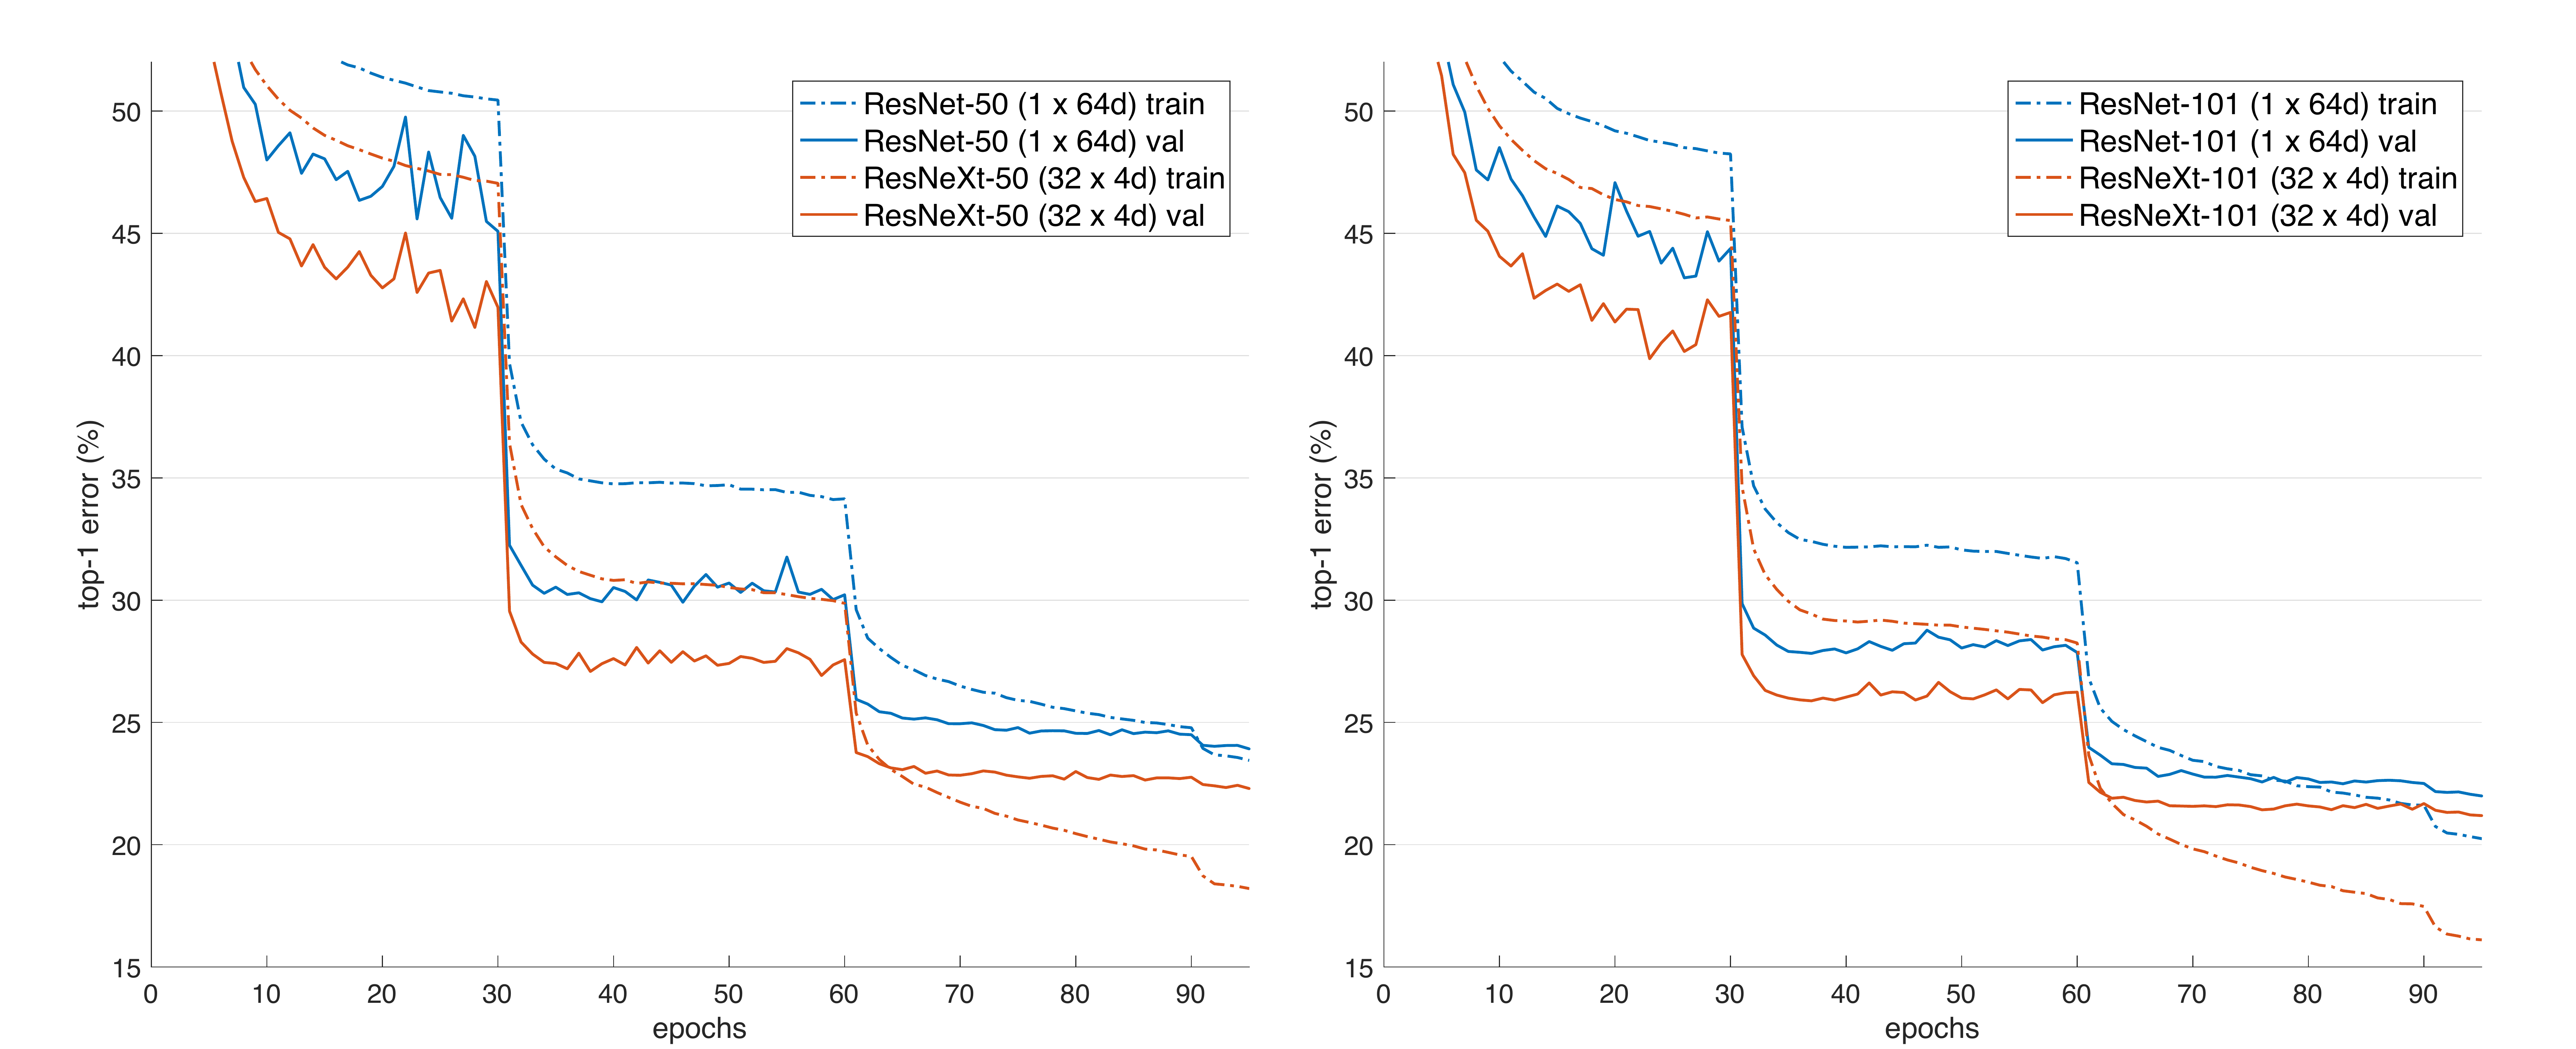 50
45
40
35
30
25
20
15
0 10 20 30 40 50 60 70 80 90
epochs
top-1 error (%)
ResNet-50 (1 x 64d) train
ResNet-50 (1 x 64d) val
ResNeXt-50 (32 x 4d) train
ResNeXt-50 (32 x 4d) val
50
45
40
35
30
25
20
15
0 10 20 30 40 50 60 70 80 90
epochs
top-1 error (%)
ResNet-101 (1 x 64d) train
ResNet-101 (1 x 64d) val
ResNeXt-101 (32 x 4d) train
ResNeXt-101 (32 x 4d) val